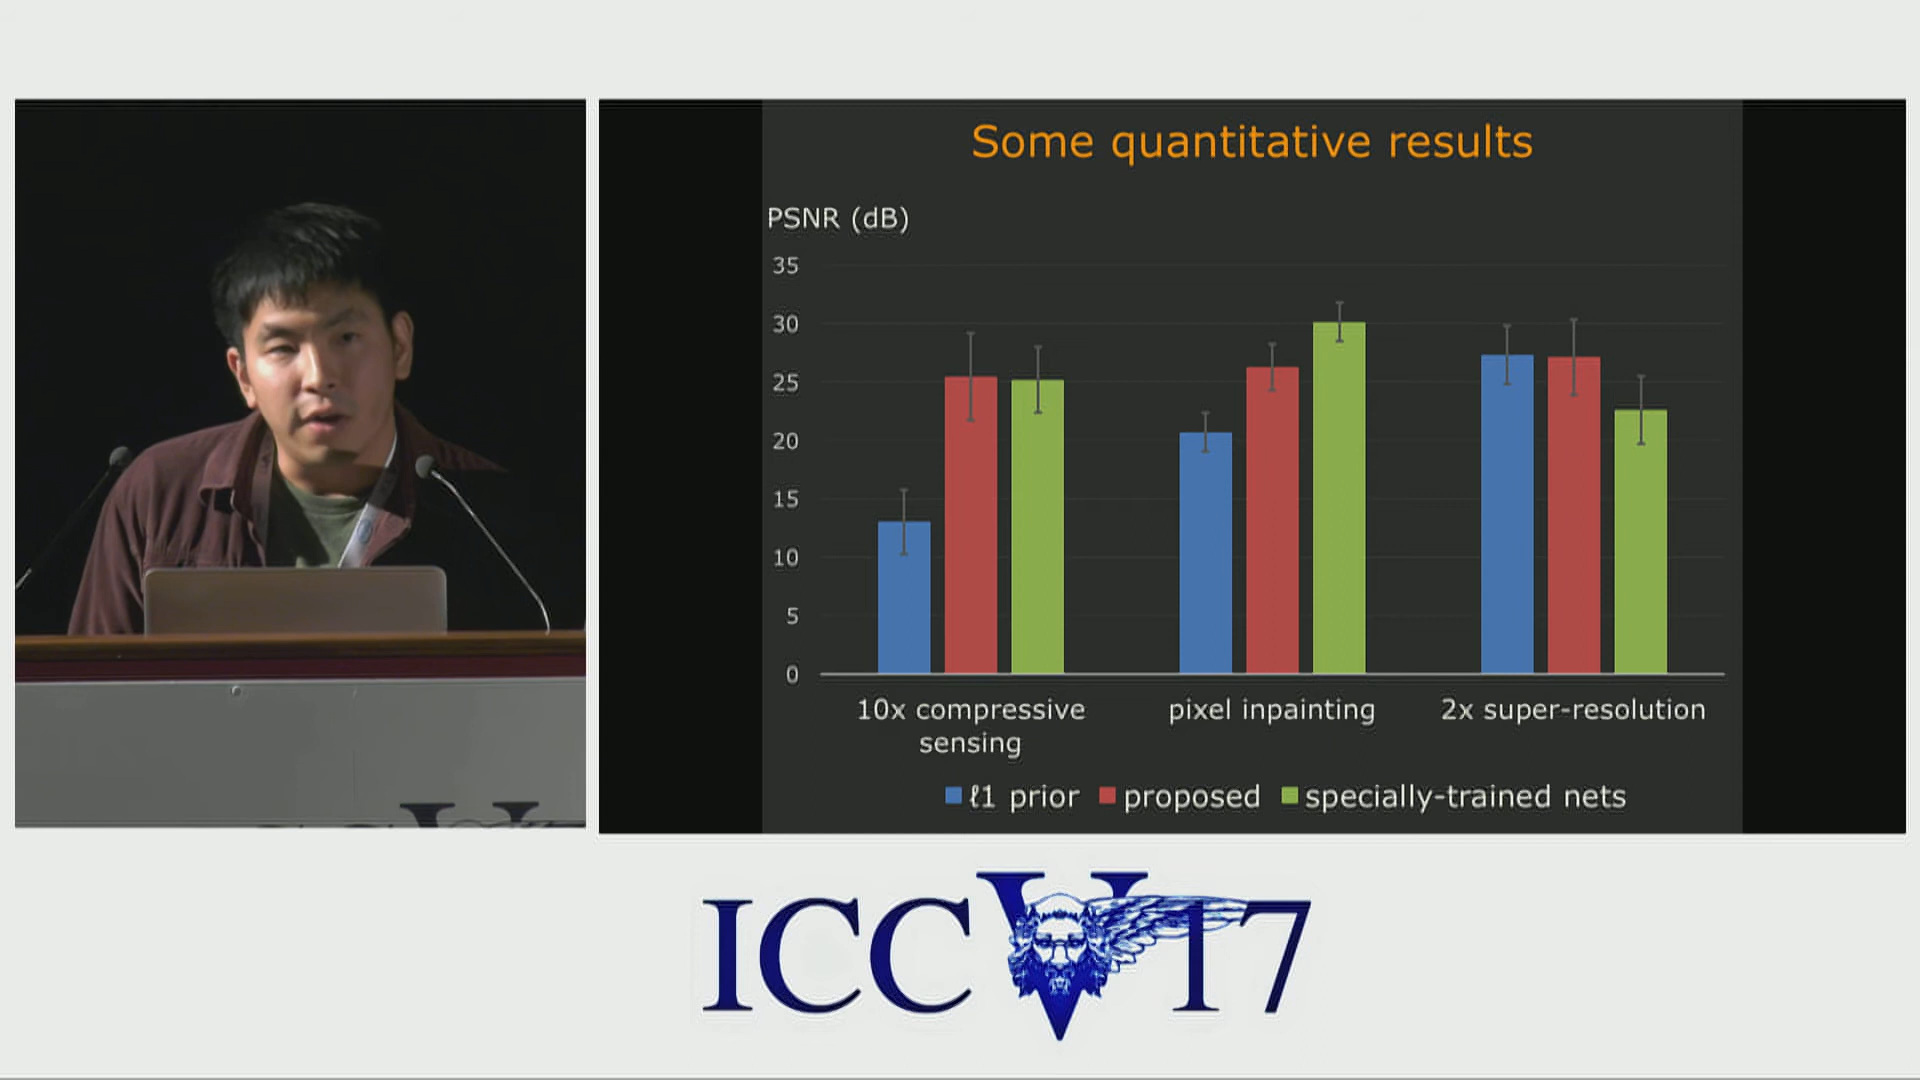 Some quantitative results
PSNR (dB)
35
30
25
20
15
10
5
0
10x compressive
sensing
pixel inpainting
2x super-resolution
ℓ1 prior
proposed
specially-trained nets
ICCV17